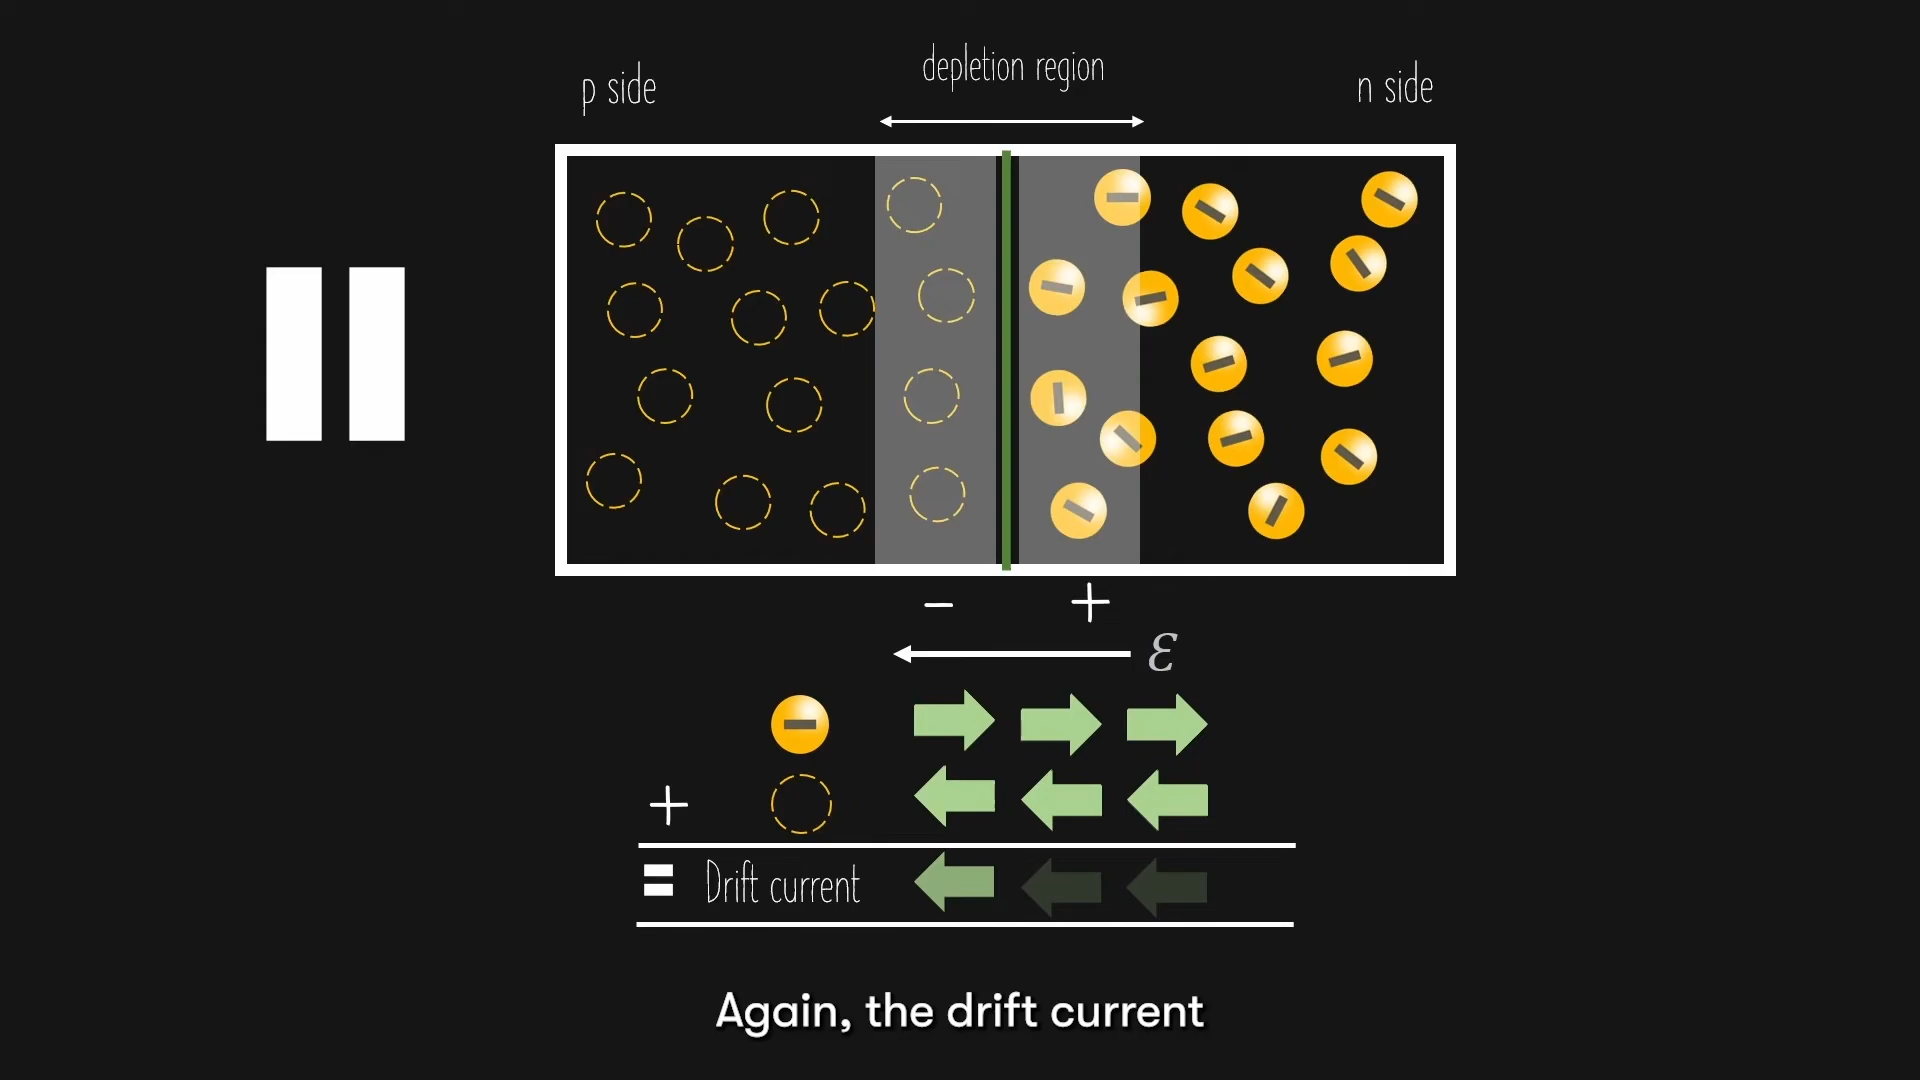 depletion region
p side
n side
− +
ℰ
+
= Drift current
Again, the drift current